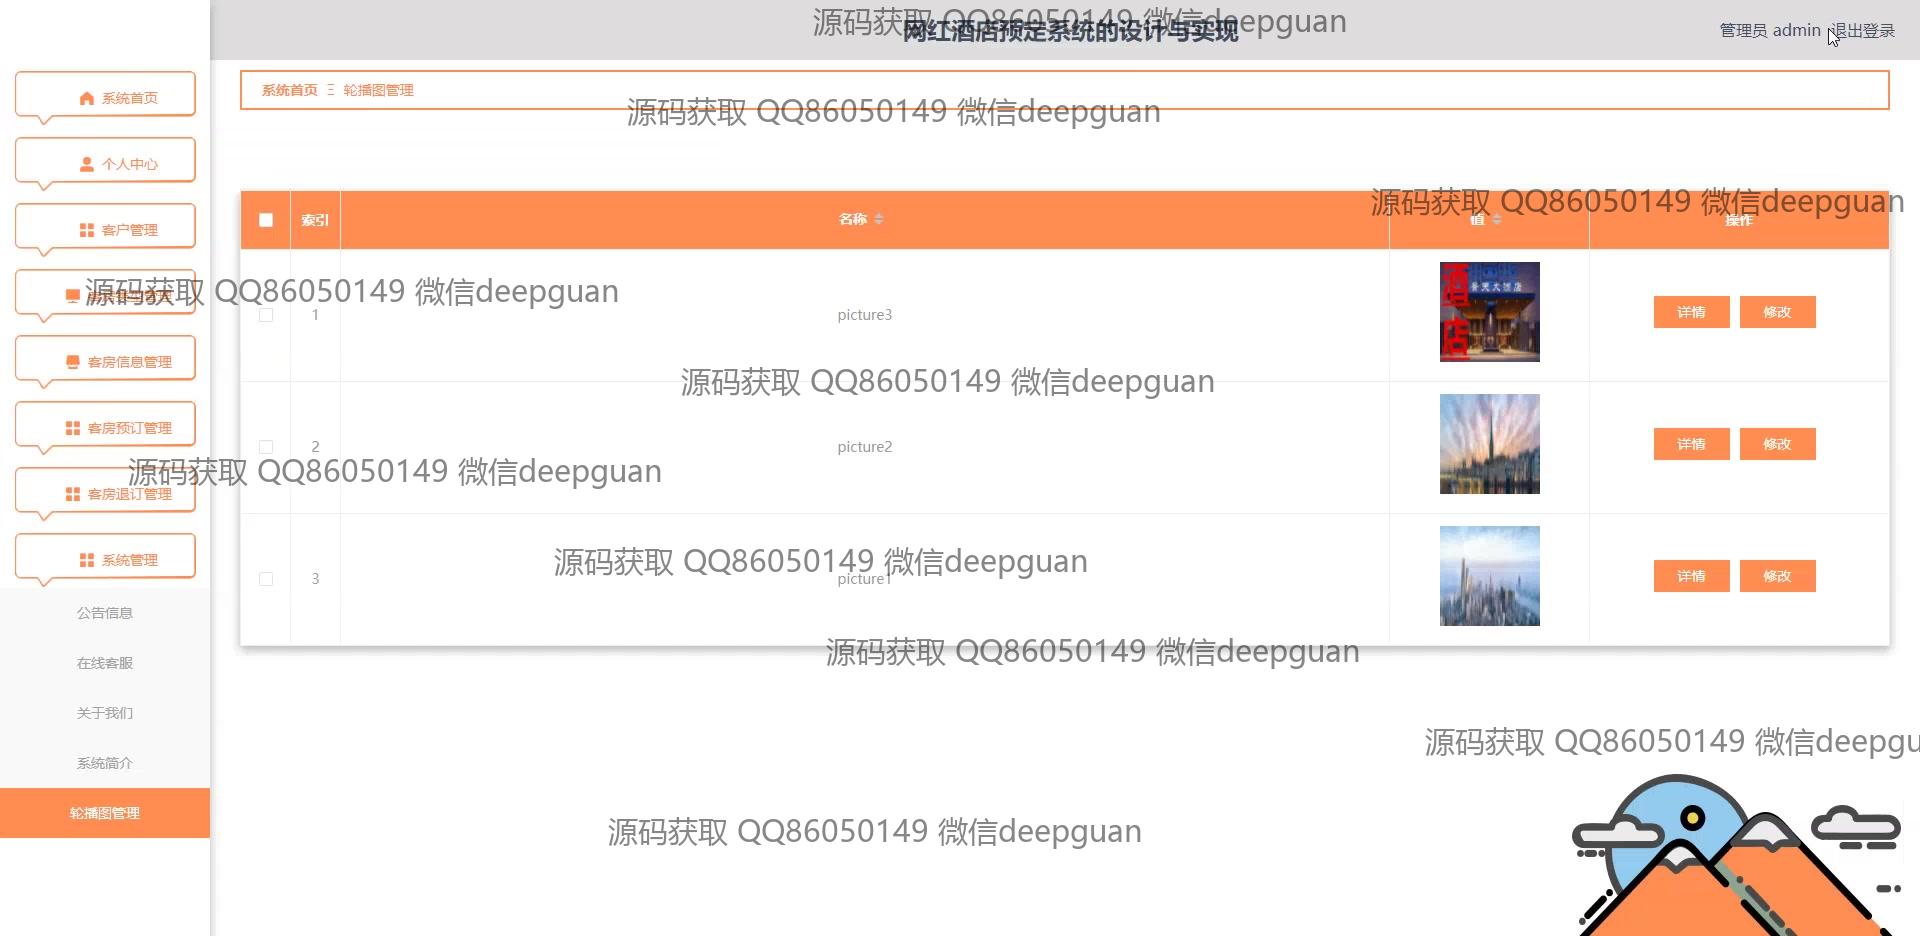 源码获取 QQ86050149 微信deepguan
网红酒店预定系统的设计与实现
管理员 admin 退出登录
系统首页 Ξ 轮播图管理
源码获取 QQ86050149 微信deepguan
系统首页
个人中心
客户管理
源码获取 QQ86050149 微信deepguan
客房信息管理
客房预订管理
客房退订管理
系统管理
公告信息
在线客服
关于我们
系统简介
轮播图管理
源码获取 QQ86050149 微信deepguan
索引 名称 值 操作
1 picture3 酒店 大酒店 详情 修改
源码获取 QQ86050149 微信deepguan
2 picture2 详情 修改
源码获取 QQ86050149 微信deepguan
源码获取 QQ86050149 微信deepguan
3 picture1 详情 修改
源码获取 QQ86050149 微信deepguan
源码获取 QQ86050149 微信deepgu
源码获取 QQ86050149 微信deepguan